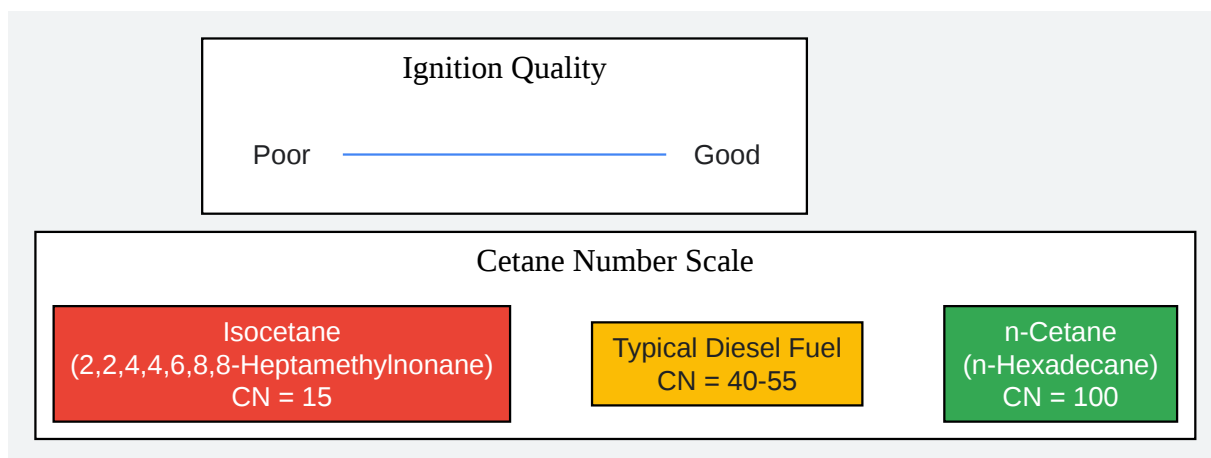 Ignition Quality
Poor Good
Cetane Number Scale
Isocetane
(2,2,4,4,6,8,8-Heptamethylnonane)
CN = 15
Typical Diesel Fuel
CN = 40-55
n-Cetane
(n-Hexadecane)
CN = 100